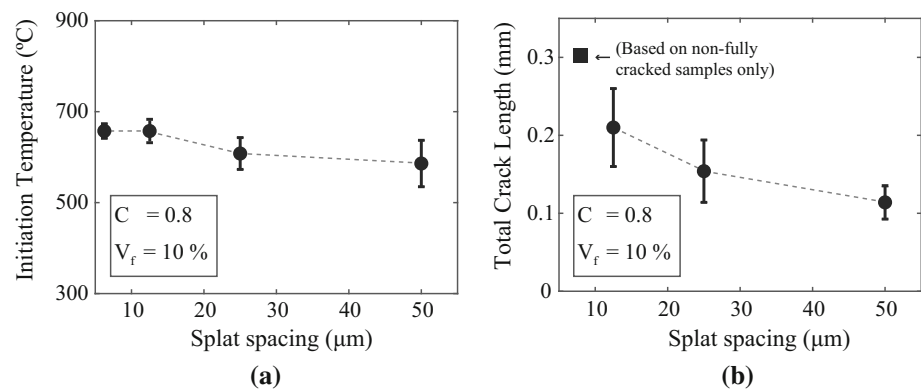 900
700
500
300
Initiation Temperature (ºC)
C = 0.8
V_f = 10 %
10 20 30 40 50
Splat spacing (μm)
(a)
0.3
0.2
0.1
0
Total Crack Length (mm)
← (Based on non-fully
cracked samples only)
C = 0.8
V_f = 10 %
10 20 30 40 50
Splat spacing (μm)
(b)